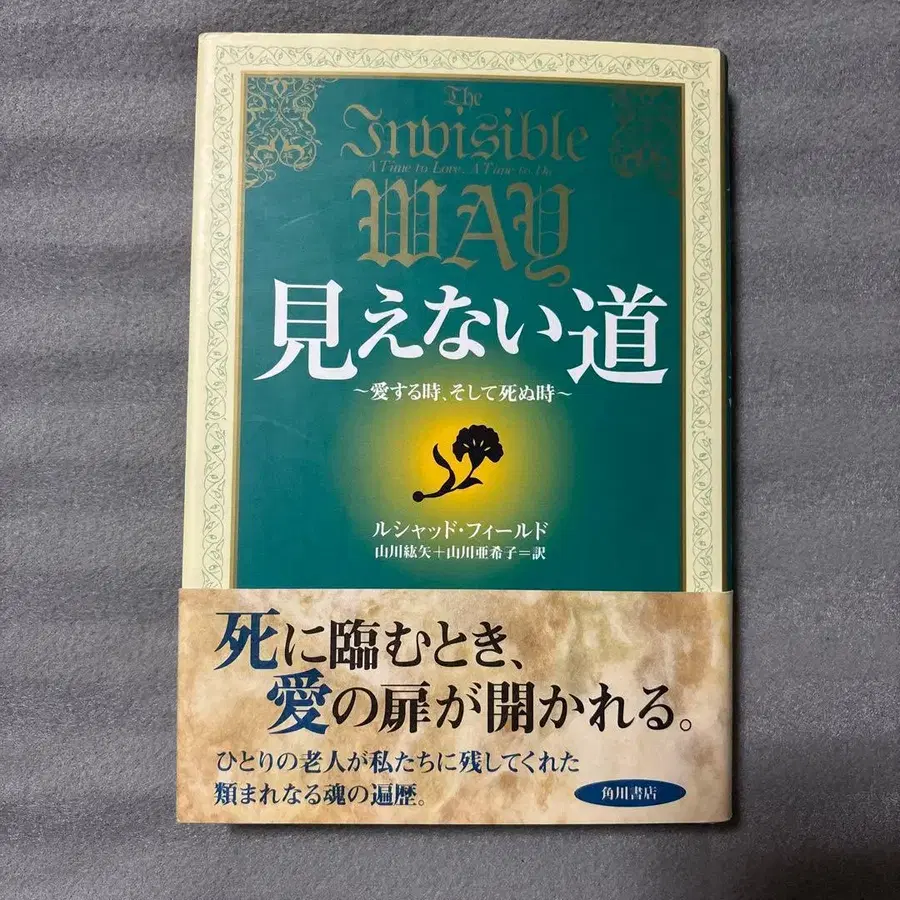 The
Invisible
A Time to Love, A Time to Die
WAY
見えない道
~愛する時、そして死ぬ時~
ルシャッド・フィールド
山川紘矢+山川亜希子=訳
死に臨むとき、
愛の扉が開かれる。
ひとりの老人が私たちに残してくれた
類まれなる魂の遍歴。
角川書店